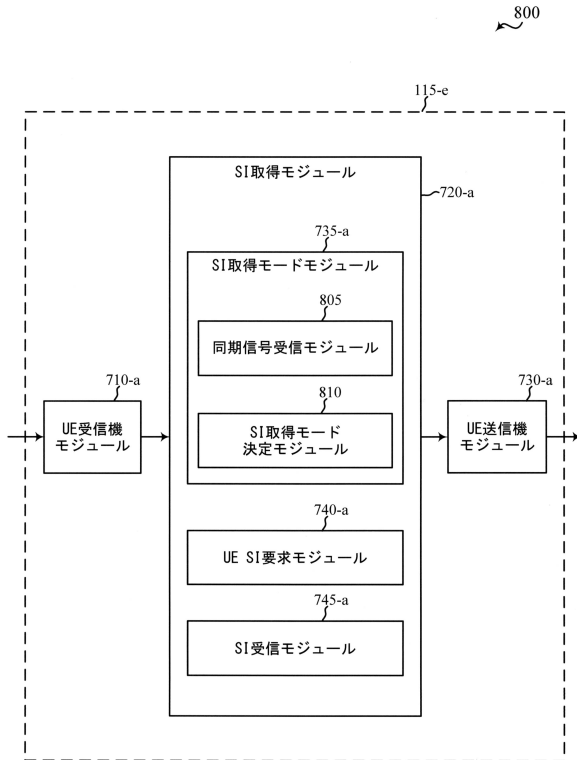 800
115-e
SI取得モジュール
720-a
735-a
SI取得モードモジュール
805
同期信号受信モジュール
710-a
UE受信機
モジュール
810
SI取得モード
決定モジュール
730-a
UE送信機
モジュール
740-a
UE SI要求モジュール
745-a
SI受信モジュール